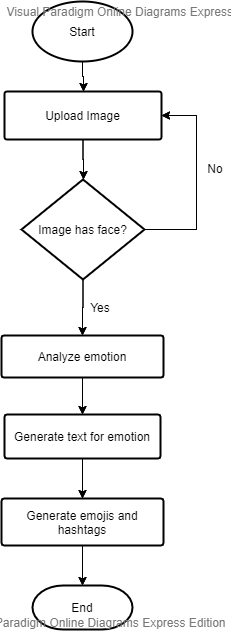 Visual Paradigm Online Diagrams Express
Start
Upload Image
Image has face?
No
Yes
Analyze emotion
Generate text for emotion
Generate emojis and
hashtags
End
Paradigm Online Diagrams Express Edition